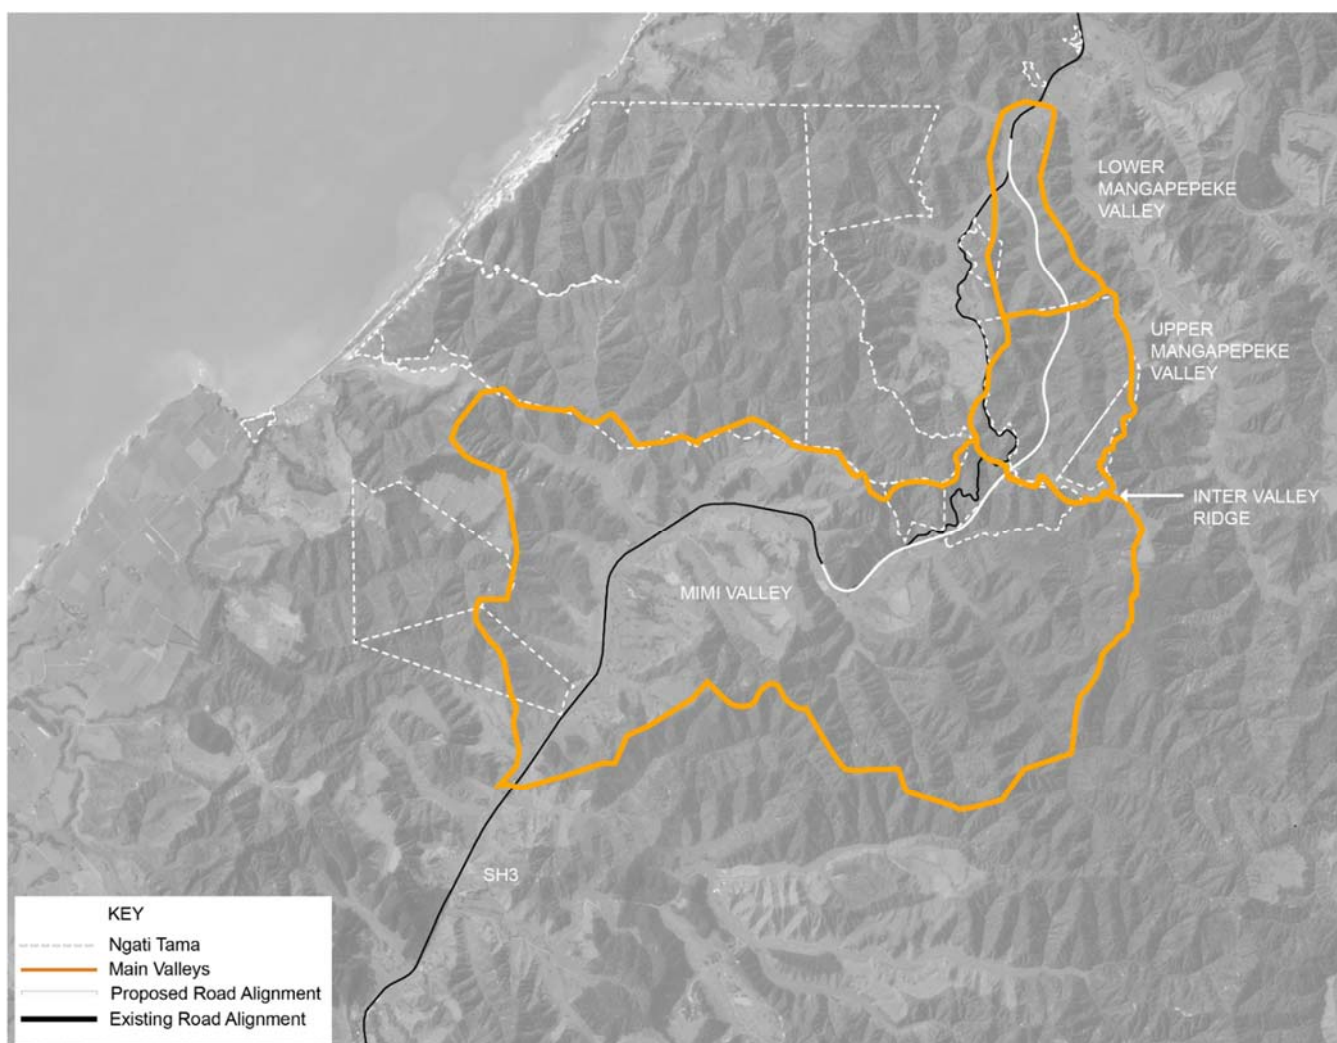 LOWER
MANGAPEPEKE
VALLEY
UPPER
MANGAPEPEKE
VALLEY
INTER VALLEY
RIDGE
MIMI VALLEY
SH3
KEY
Ngati Tama
Main Valleys
Proposed Road Alignment
Existing Road Alignment